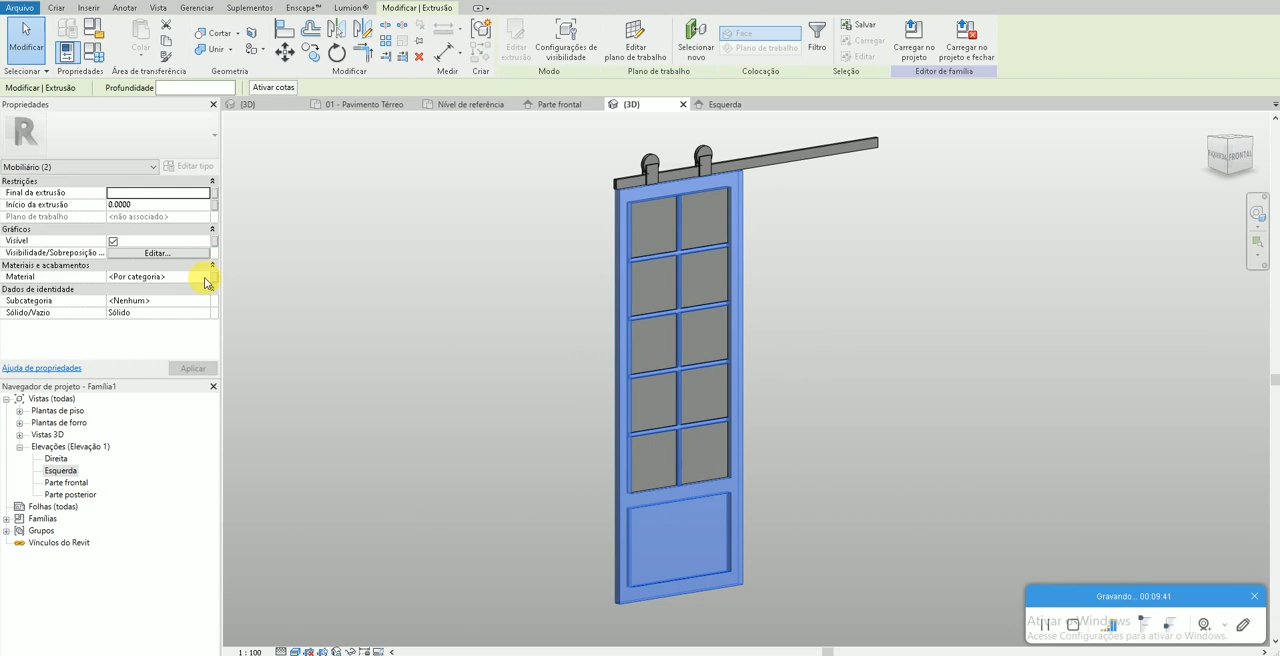 Arquivo Criar Inserir Anotar Vista Gerenciar Suplementos Enscape™ Lumion® Modificar | Extrusão
Modificar Colar Cortar Unir Editar extrusão Configurações de visibilidade Editar plano de trabalho Selecionar novo Face Plano de trabalho Filtro Salvar Carregar Editar Carregar no projeto Carregar no projeto e fechar
Selecionar Propriedades Área de transferência Geometria Modificar Medir Criar Modo Plano de trabalho Colocação Seleção Editor de família
Modificar | Extrusão Profundidade Ativar cotas
Propriedades
(3D) 01 - Pavimento Térreo Nível de referência Parte frontal (3D) Esquerda
R
Mobiliário (2) Editar tipo
Restrições
Final da extrusão
Início da extrusão 0.0000
Plano de trabalho <não associado>
Gráficos
Visível
Visibilidade/Sobreposição ... Editar...
Materiais e acabamentos
Material <Por categoria>
Dados de identidade
Subcategoria <Nenhum>
Sólido/Vazio Sólido
Ajuda de propriedades Aplicar
Navegador de projeto - Família1
Vistas (todas)
Plantas de piso
Plantas de forro
Vistas 3D
Elevações (Elevação 1)
Direita
Esquerda
Parte frontal
Parte posterior
Folhas (todas)
Famílias
Grupos
Vínculos do Revit
FRONTAL
Gravando... 00:09:41
Ativar o Windows
Acesse Configurações para ativar o Windows.
1 : 100